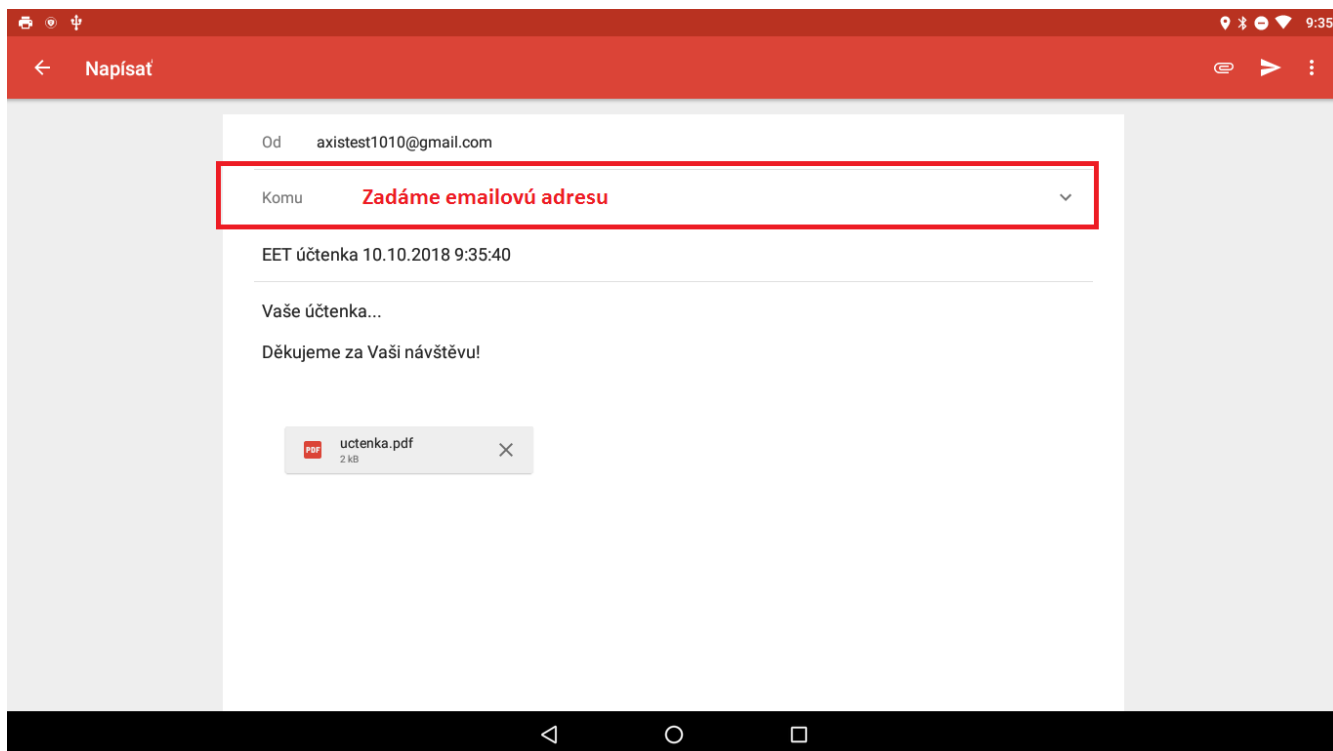 9:35
Napísať
Od axistest1010@gmail.com
Komu Zadáme emailovú adresu
EET účtenka 10.10.2018 9:35:40
Vaše účtenka...
Děkujeme za Vaši návštěvu!
PDF uctenka.pdf
2 kB